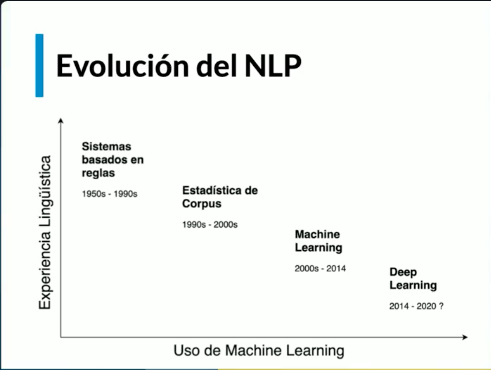 Evolución del NLP
Experiencia Lingüística
Sistemas
basados en
reglas
1950s - 1990s
Estadística de
Corpus
1990s - 2000s
Machine
Learning
2000s - 2014
Deep
Learning
2014 - 2020 ?
Uso de Machine Learning